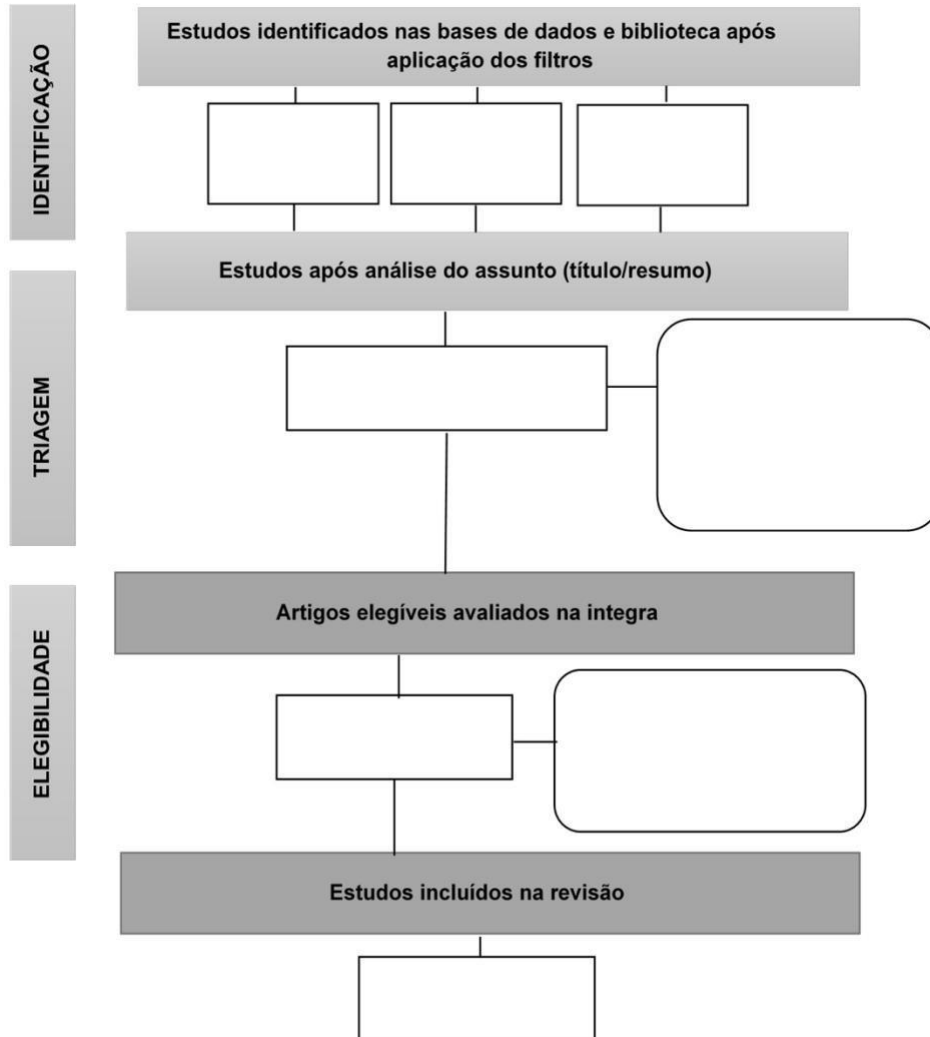 IDENTIFICAÇÃO
Estudos identificados nas bases de dados e biblioteca após
aplicação dos filtros
Estudos após análise do assunto (título/resumo)
TRIAGEM
Artigos elegíveis avaliados na integra
ELEGIBILIDADE
Estudos incluídos na revisão